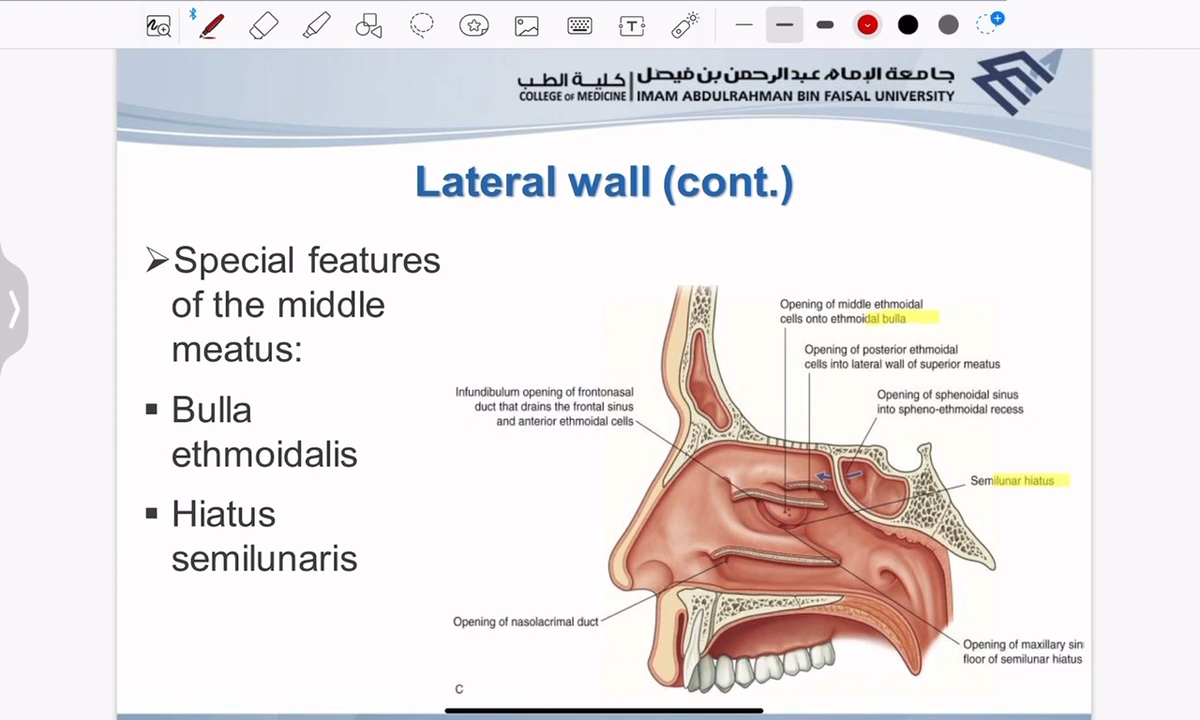 كلية الطب | جامعة الإمام عبد الرحمن بن فيصل
COLLEGE OF MEDICINE | IMAM ABDULRAHMAN BIN FAISAL UNIVERSITY
Lateral wall (cont.)
➢Special features
of the middle
meatus:
▪ Bulla
ethmoidalis
▪ Hiatus
semilunaris
Opening of middle ethmoidal
cells onto ethmoidal bulla
Opening of posterior ethmoidal
cells into lateral wall of superior meatus
Infundibulum opening of frontonasal
duct that drains the frontal sinus
and anterior ethmoidal cells
Opening of sphenoidal sinus
into spheno-ethmoidal recess
Semilunar hiatus
Opening of nasolacrimal duct
Opening of maxillary sin
floor of semilunar hiatus
C